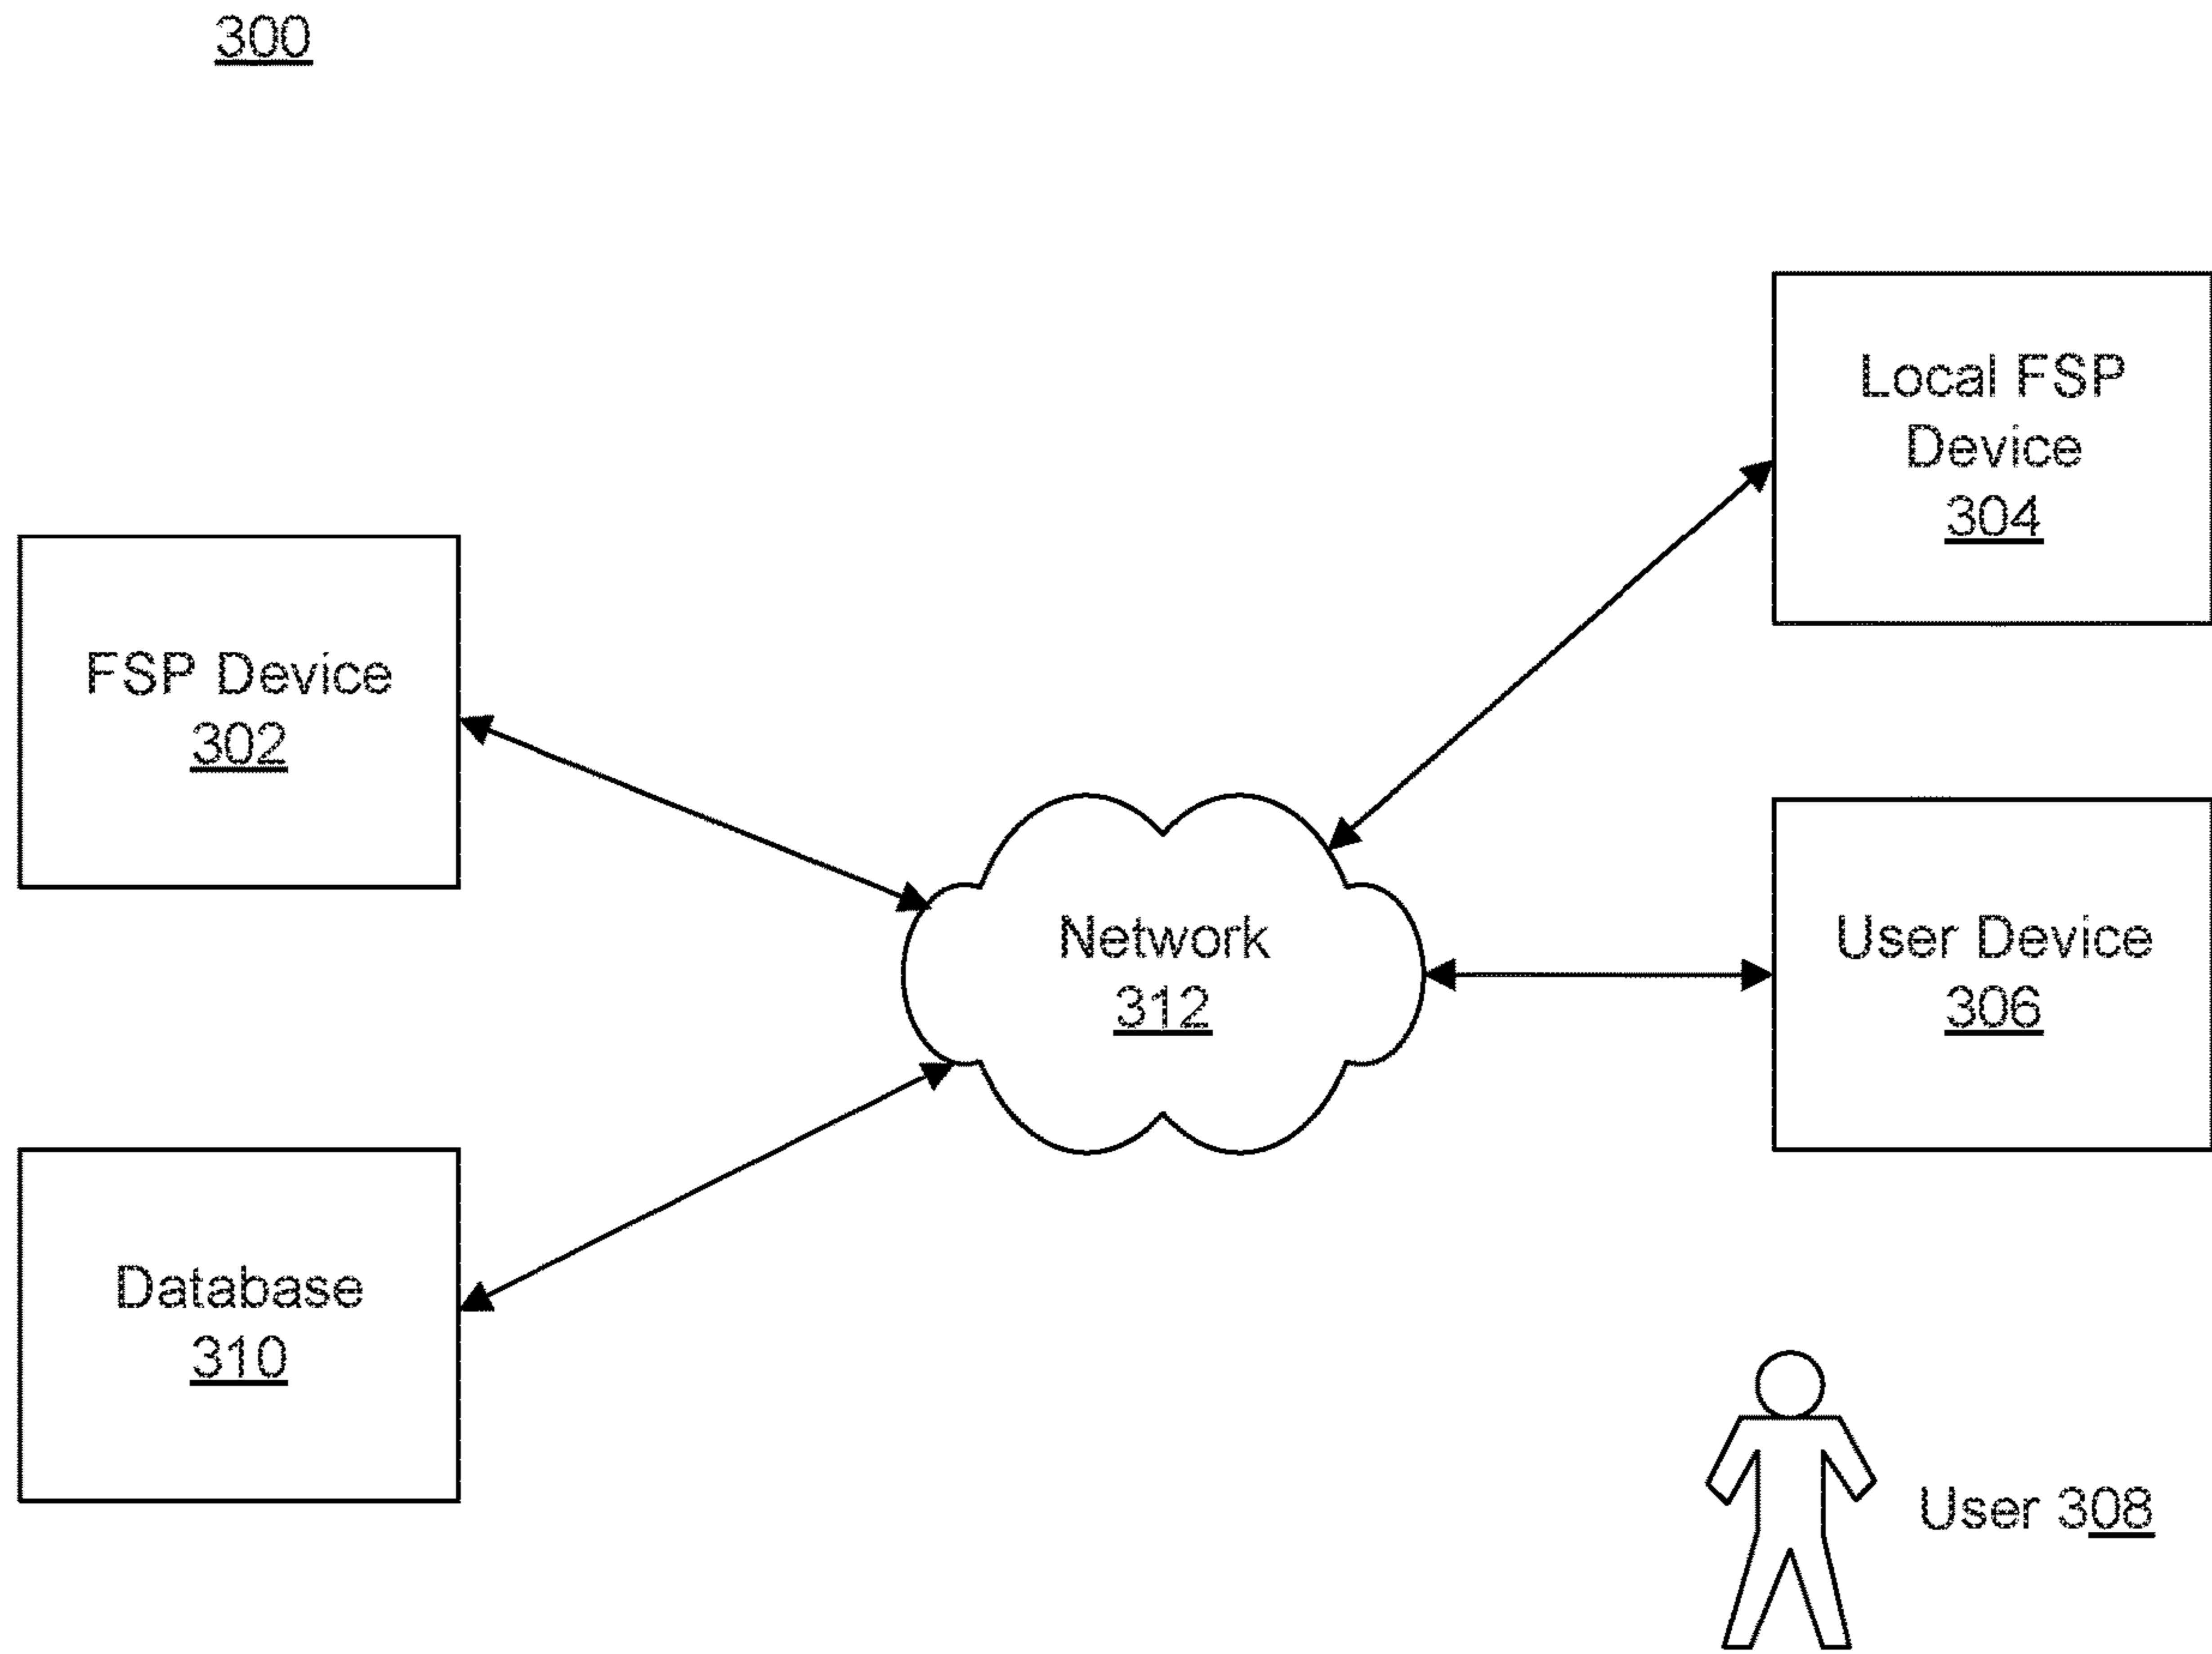 300
Local FSP
Device
304
FSP Device
302
Network
312
User Device
306
Database
310
User 308